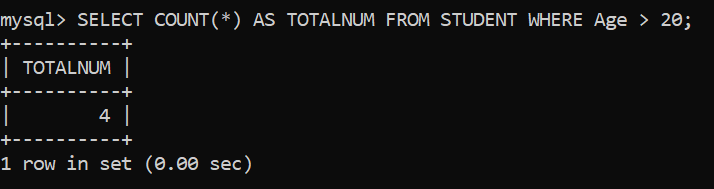 mysql> SELECT COUNT(*) AS TOTALNUM FROM STUDENT WHERE Age > 20;
+----------+
| TOTALNUM |
+----------+
|        4 |
+----------+
1 row in set (0.00 sec)